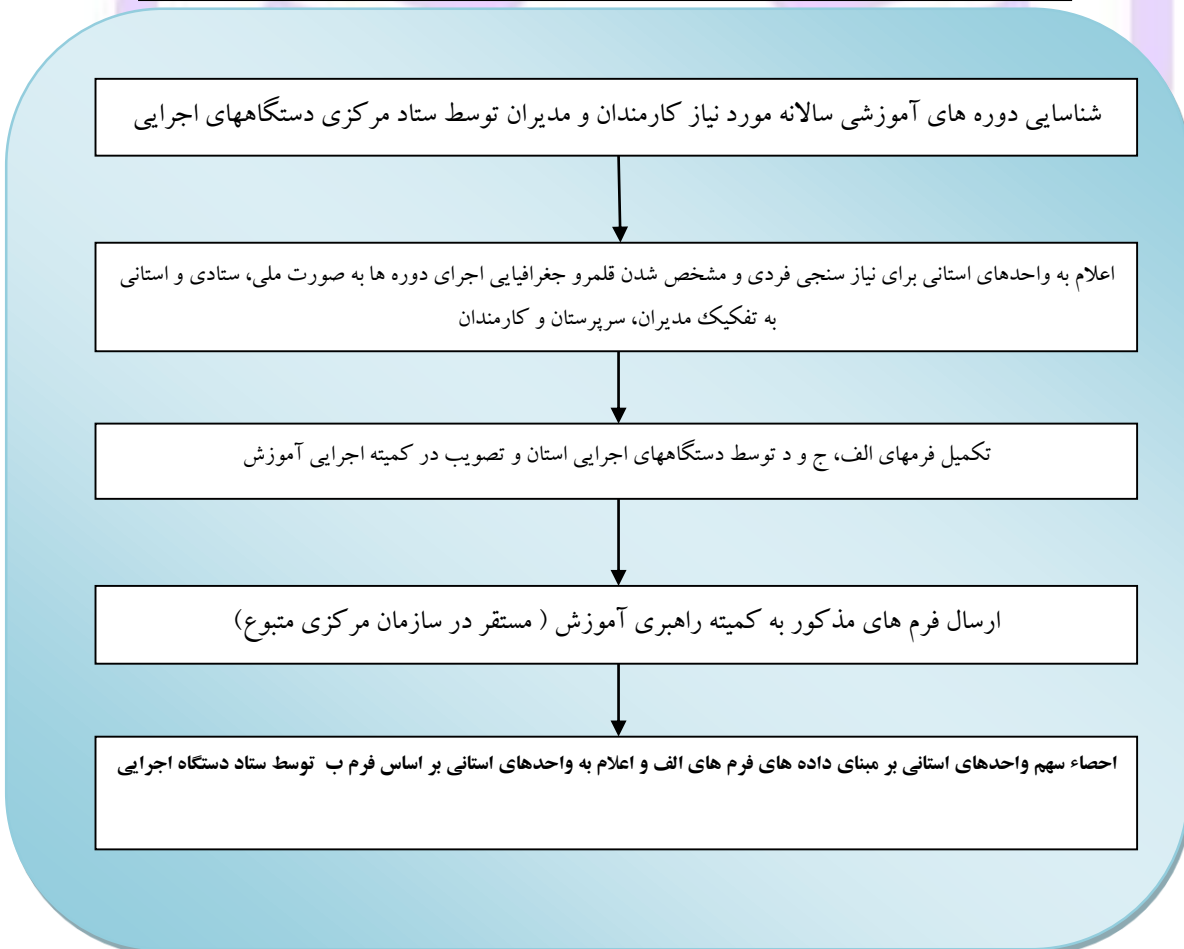 شناسایی دوره های آموزشی سالانه مورد نیاز کارمندان و مدیران توسط ستاد مرکزی دستگاههای اجرایی
اعلام به واحدهای استانی برای نیاز سنجی فردی و مشخص شدن قلمرو جغرافیایی اجرای دوره ها به صورت ملی، ستادی و استانی
به تفکیک مدیران، سرپرستان و کارمندان
تکمیل فرمهای الف، ج و د توسط دستگاههای اجرایی استان و تصویب در کمیته اجرایی آموزش
ارسال فرم های مذکور به کمیته راهبری آموزش ( مستقر در سازمان مرکزی متبوع)
احصاء سهم واحدهای استانی بر مبنای داده های فرم های الف و اعلام به واحدهای استانی بر اساس فرم ب توسط ستاد دستگاه اجرایی